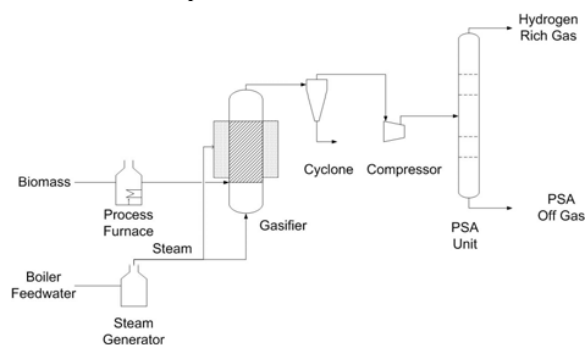 Hydrogen
Rich Gas
Cyclone
Compressor
Biomass
Process
Furnace
Gasifier
PSA
Off Gas
PSA
Unit
Steam
Boiler
Feedwater
Steam
Generator